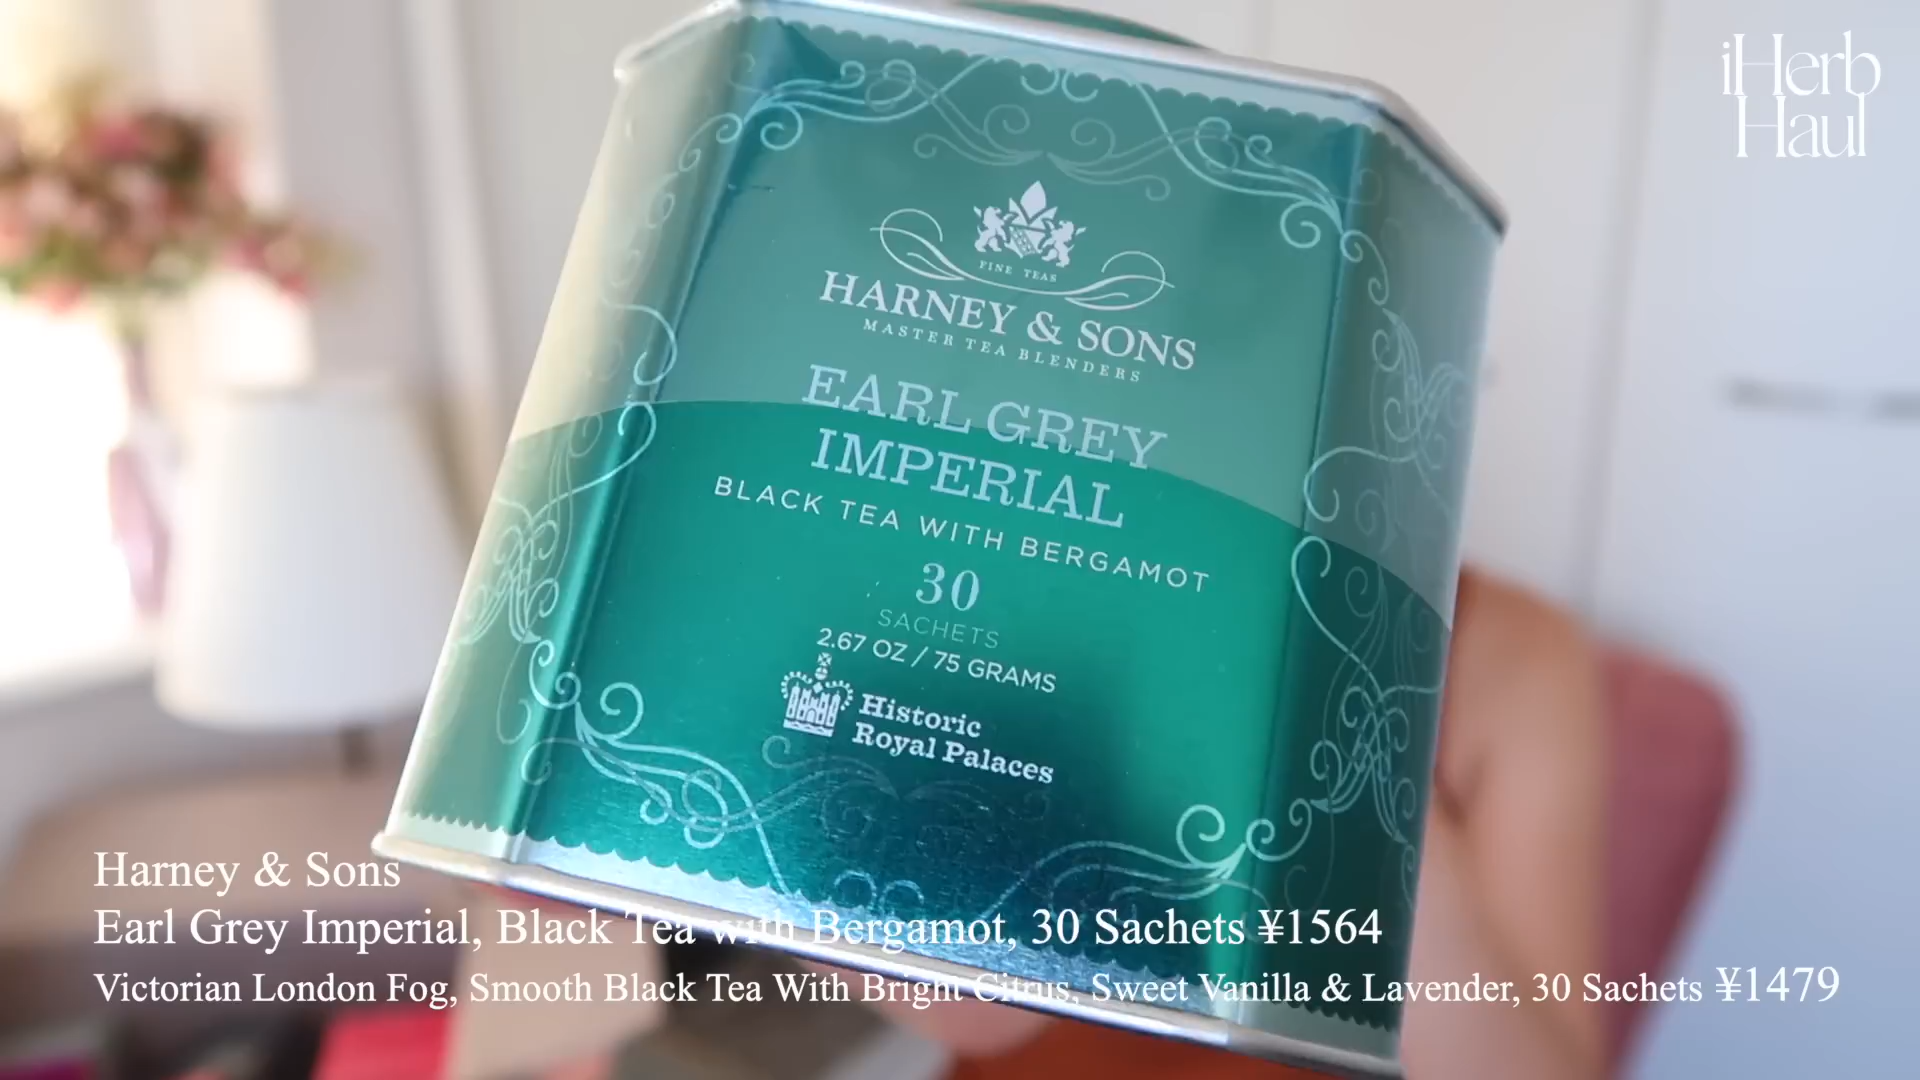 iHerb
Haul
FINE TEAS
HARNEY & SONS
MASTER TEA BLENDERS
EARL GREY
IMPERIAL
BLACK TEA WITH BERGAMOT
30
SACHETS
2.67 OZ / 75 GRAMS
Historic
Royal Palaces
Harney & Sons
Earl Grey Imperial, Black Tea with Bergamot, 30 Sachets ¥1564
Victorian London Fog, Smooth Black Tea With Bright Citrus, Sweet Vanilla & Lavender, 30 Sachets ¥1479